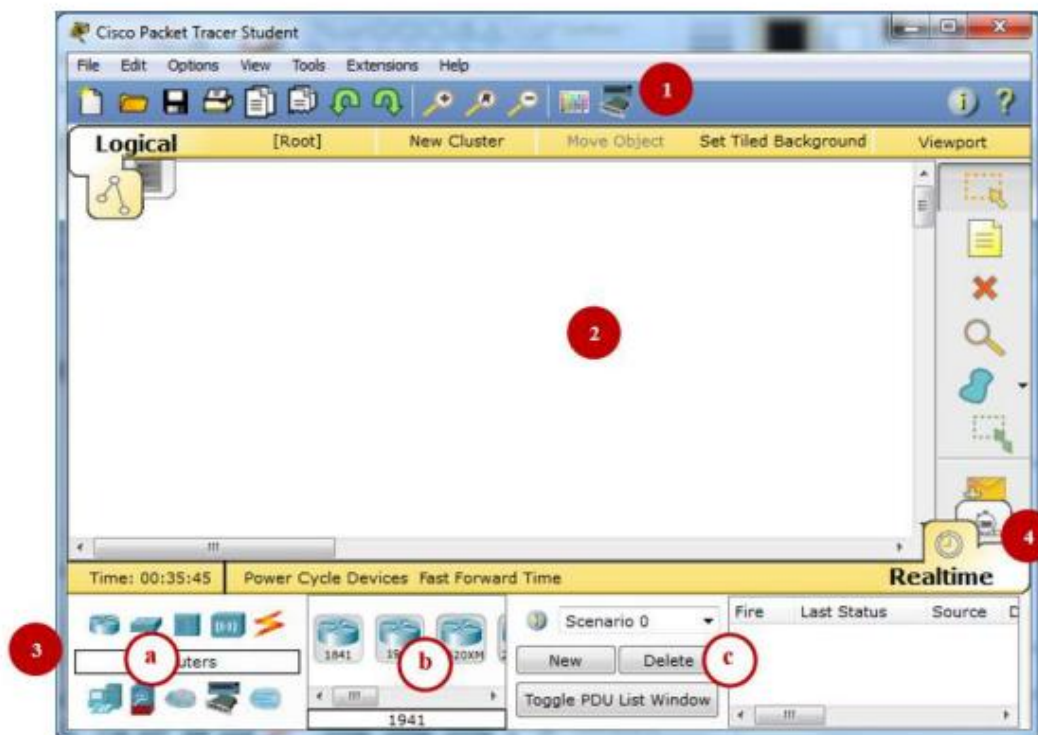 Cisco Packet Tracer Student
File Edit Options View Tools Extensions Help
1
Logical [Root] New Cluster Move Object Set Tiled Background Viewport
2
4
Time: 00:35:45 Power Cycle Devices Fast Forward Time Realtime
3
a
uters
1841
b
20XM
1941
Scenario 0
New Delete
c
Toggle PDU List Window
Fire Last Status Source D